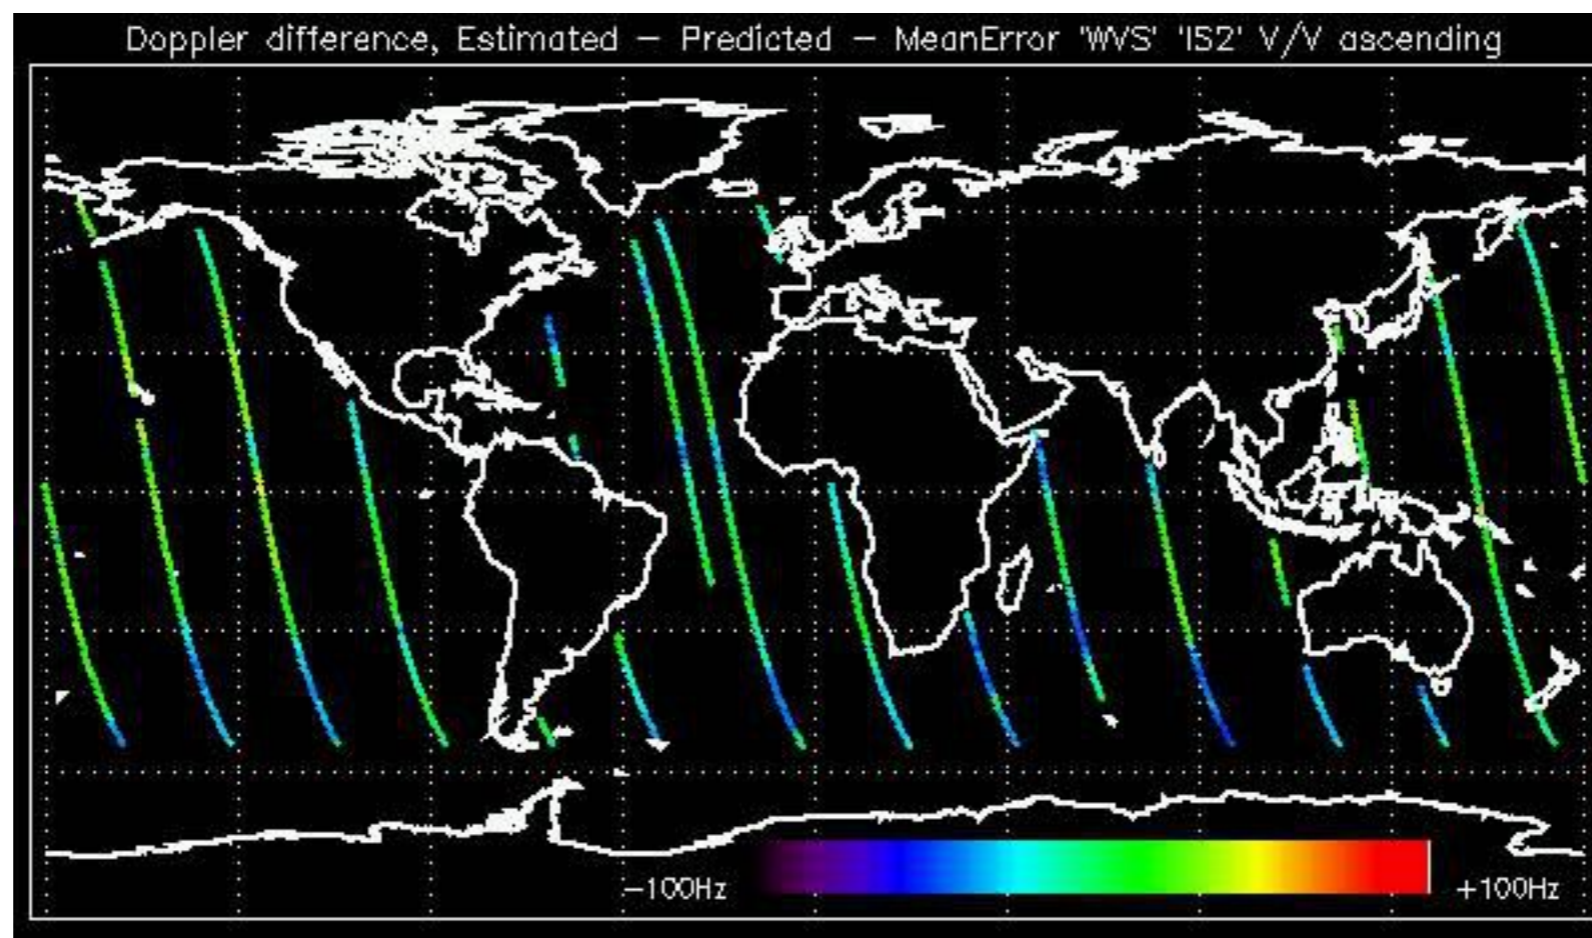 Doppler difference, Estimated – Predicted – MeanError 'WVS' 'IS2' V/V ascending
–100Hz +100Hz